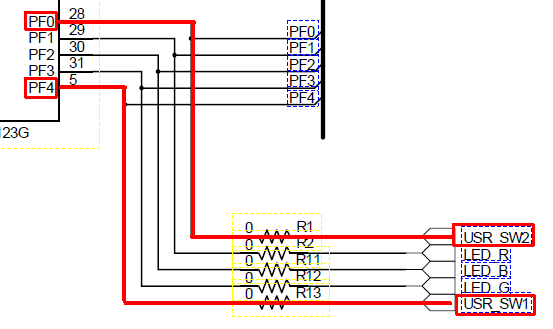 PF0 28
PF1 29
PF2 30
PF3 31
PF4 5
123G
PF0
PF1
PF2
PF3
PF4
0 R1
0 R2
0 R11
0 R12
0 R13
USR_SW2
LED_R
LED_B
LED_G
USR_SW1